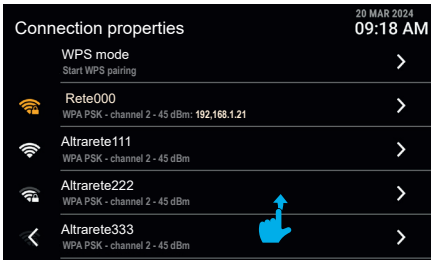 20 MAR 2024
Connection properties
09:18 AM
WPS mode
Start WPS pairing
Rete000
WPA PSK - channel 2 - 45 dBm: 192,168.1.21
Altrarete111
WPA PSK - channel 2 - 45 dBm
Altrarete222
WPA PSK - channel 2 - 45 dBm
Altrarete333
WPA PSK - channel 2 - 45 dBm